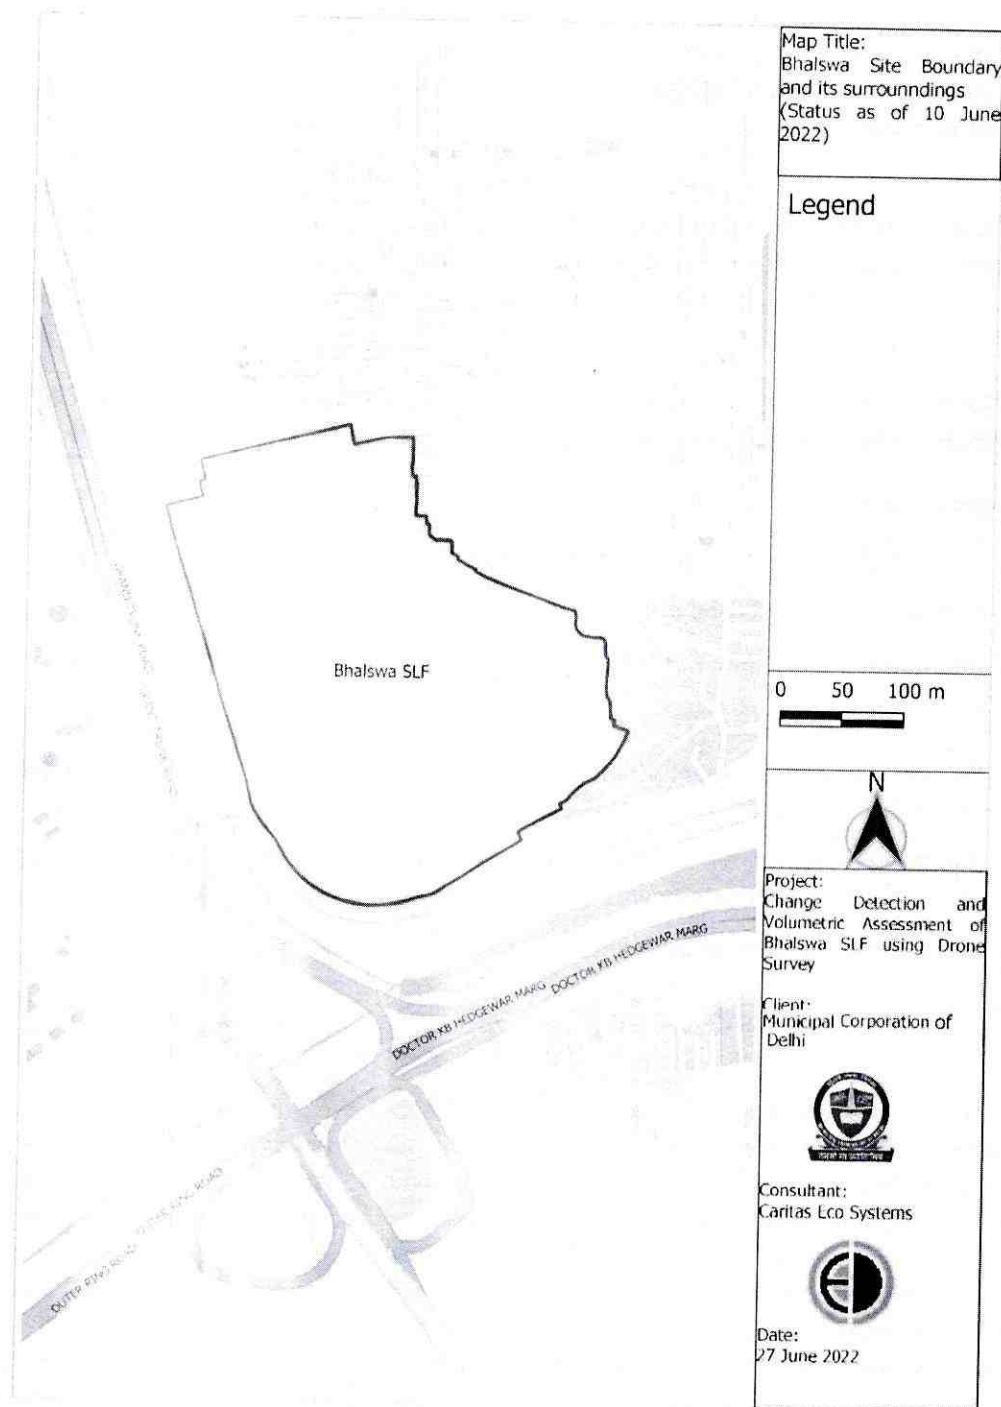 Map Title:
Bhalswa Site Boundary
and its surrounndings
(Status as of 10 June
2022)
Legend
Bhalswa SLF
0 50 100 m
N
DOCTOR KB HEDGEWAR MARG
DOCTOR KB HEDGEWAR MARG
OUTER RING ROAD
Project:
Change Detection and
Volumetric Assessment of
Bhalswa SLF using Drone
Survey
Client:
Municipal Corporation of
Delhi
Consultant:
Caritas Eco Systems
Date:
27 June 2022